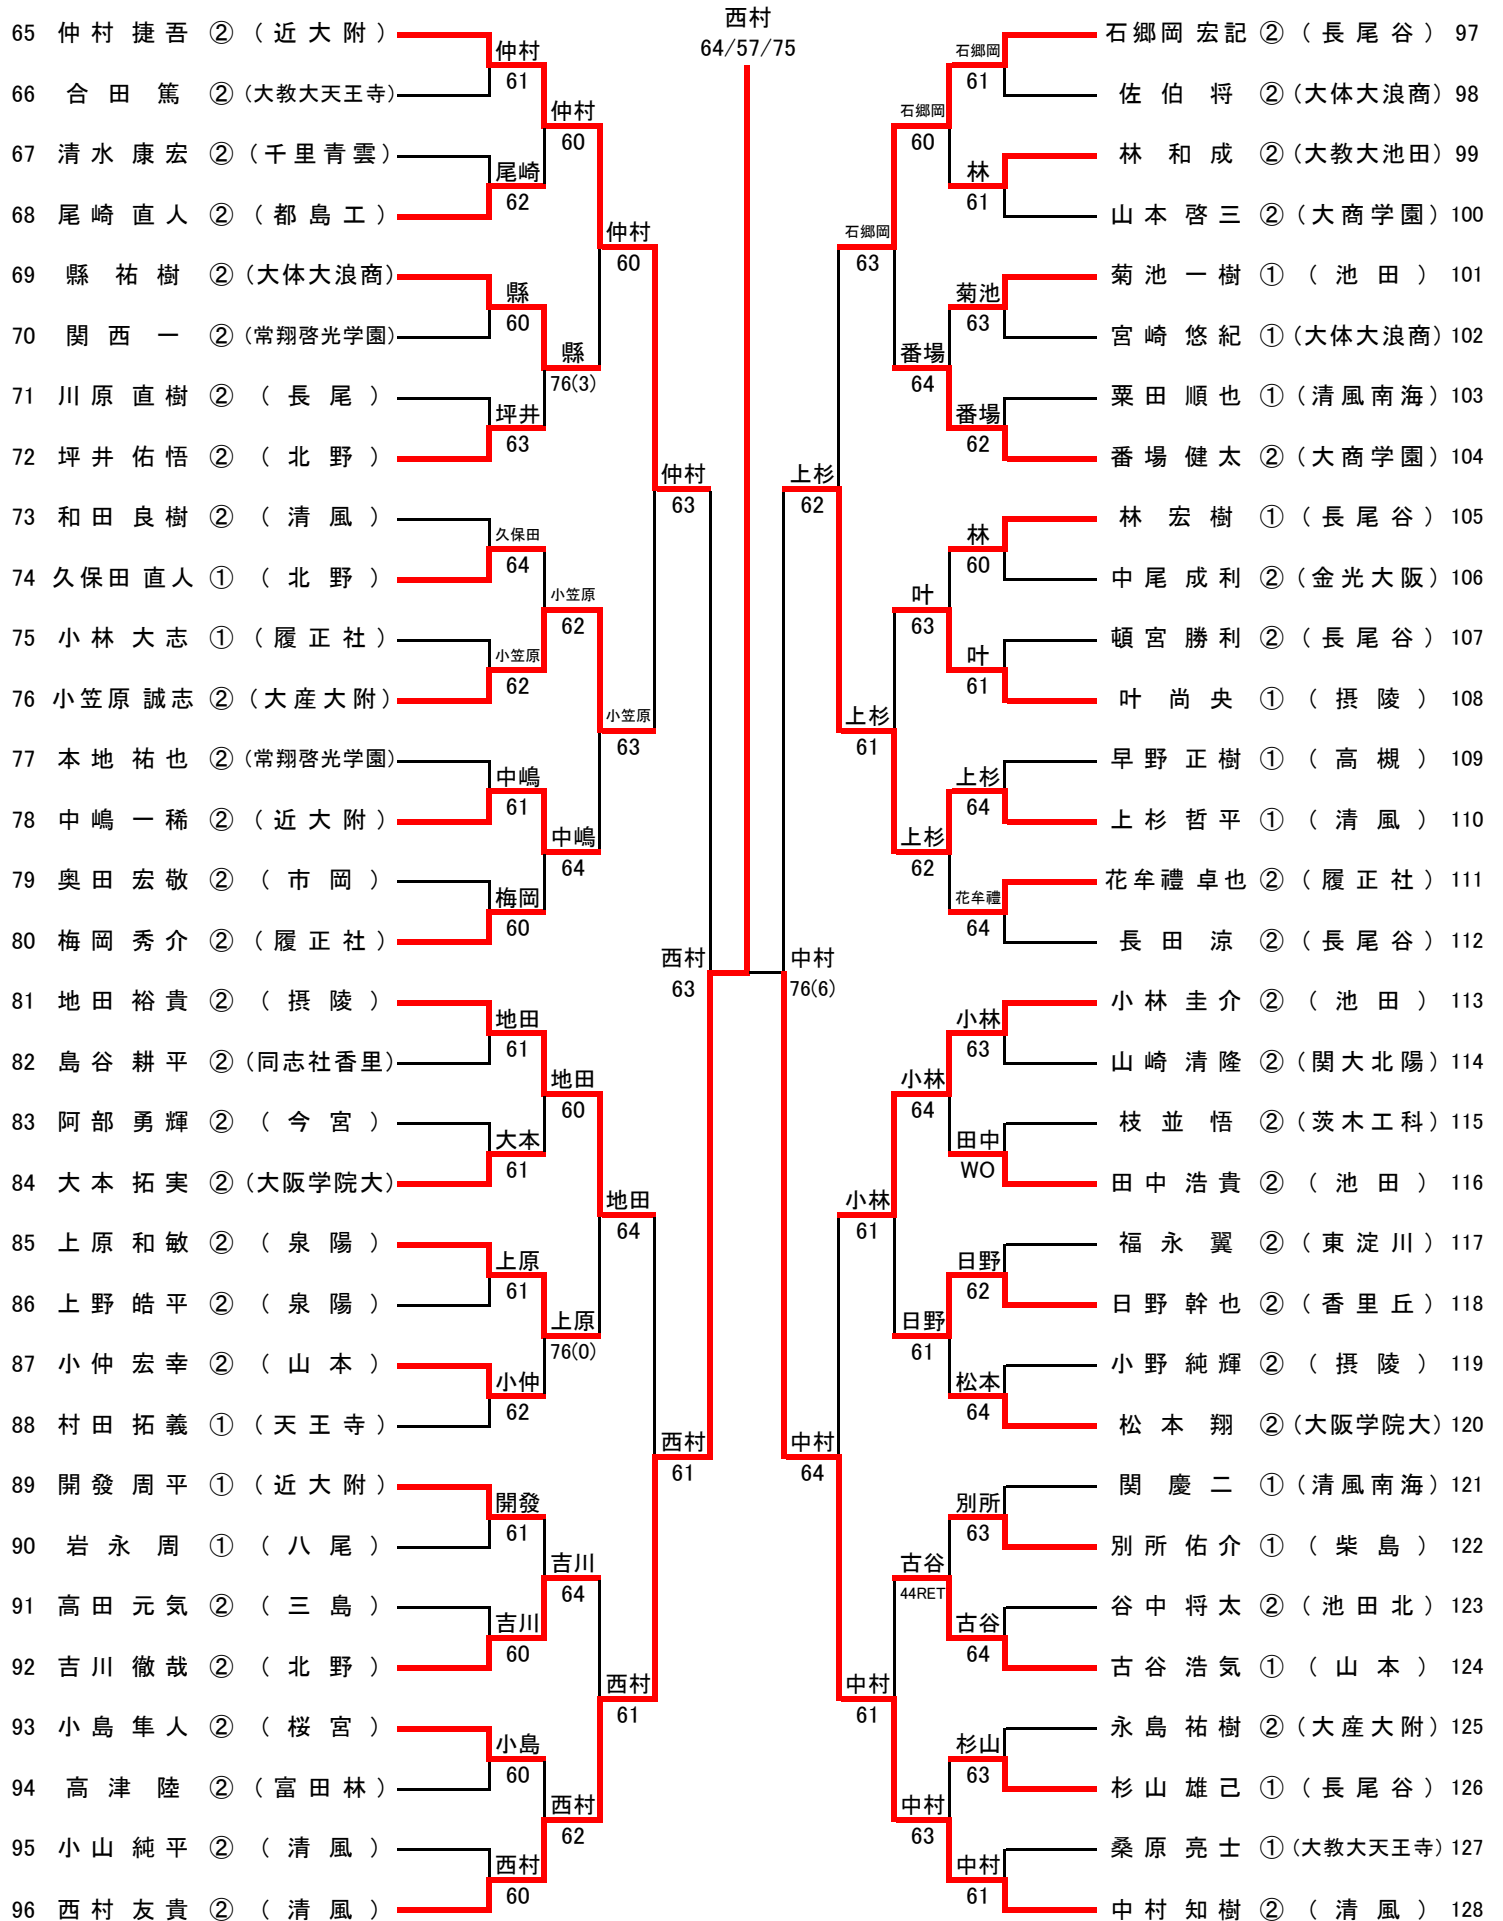 西村
64/57/75
65 仲村 捷吾 ② (近大附)
66 合田 篤 ② (大教大天王寺)
67 清水 康宏 ② (千里青雲)
68 尾崎 直人 ② (都島工)
69 縣 祐樹 ② (大体大浪商)
70 関 西一 ② (常翔啓光学園)
71 川原 直樹 ② (長尾)
72 坪井 佑悟 ② (北野)
73 和田 良樹 ② (清風)
74 久保田 直人 ① (北野)
75 小林 大志 ① (履正社)
76 小笠原 誠志 ② (大産大附)
77 本地 祐也 ② (常翔啓光学園)
78 中嶋 一稀 ② (近大附)
79 奥田 宏敬 ② (市岡)
80 梅岡 秀介 ② (履正社)
81 地田 裕貴 ② (摂陵)
82 島谷 耕平 ② (同志社香里)
83 阿部 勇輝 ② (今宮)
84 大本 拓実 ② (大阪学院大)
85 上原 和敏 ② (泉陽)
86 上野 皓平 ② (泉陽)
87 小仲 宏幸 ② (山本)
88 村田 拓義 ① (天王寺)
89 開發 周平 ① (近大附)
90 岩永 周 ① (八尾)
91 高田 元気 ② (三島)
92 吉川 徹哉 ② (北野)
93 小島 隼人 ② (桜宮)
94 高津 陸 ② (富田林)
95 小山 純平 ② (清風)
96 西村 友貴 ② (清風)
仲村
61
尾崎
62
縣
60
坪井
63
久保田
64
小笠原
62
中嶋
61
梅岡
60
地田
61
大本
61
上原
61
小仲
62
開發
61
吉川
60
小島
60
西村
60
仲村
60
縣
76(3)
小笠原
62
中嶋
64
地田
60
上原
76(0)
吉川
64
西村
62
仲村
60
小笠原
63
地田
64
西村
61
仲村
63
西村
61
西村
63
中村
76(6)
上杉
62
中村
64
石郷岡
63
上杉
61
小林
61
中村
61
石郷岡
60
番場
64
叶
63
上杉
62
小林
64
日野
61
古谷
44RET
中村
63
石郷岡
61
林
61
菊池
63
番場
62
林
60
叶
61
上杉
64
花牟禮
64
小林
63
田中
WO
日野
62
松本
64
別所
63
古谷
64
杉山
63
中村
61
石郷岡 宏記 ② (長尾谷) 97
佐伯 将 ② (大体大浪商) 98
林 和成 ② (大教大池田) 99
山本 啓三 ② (大商学園) 100
菊池 一樹 ① (池田) 101
宮崎 悠紀 ① (大体大浪商) 102
粟田 順也 ① (清風南海) 103
番場 健太 ② (大商学園) 104
林 宏樹 ① (長尾谷) 105
中尾 成利 ② (金光大阪) 106
頓宮 勝利 ② (長尾谷) 107
叶 尚央 ① (摂陵) 108
早野 正樹 ① (高槻) 109
上杉 哲平 ① (清風) 110
花牟禮 卓也 ② (履正社) 111
長田 涼 ② (長尾谷) 112
小林 圭介 ② (池田) 113
山崎 清隆 ② (関大北陽) 114
枝並 悟 ② (茨木工科) 115
田中 浩貴 ② (池田) 116
福永 翼 ② (東淀川) 117
日野 幹也 ② (香里丘) 118
小野 純輝 ② (摂陵) 119
松本 翔 ② (大阪学院大) 120
関 慶二 ① (清風南海) 121
別所 佑介 ① (柴島) 122
谷中 将太 ② (池田北) 123
古谷 浩気 ① (山本) 124
永島 祐樹 ② (大産大附) 125
杉山 雄己 ① (長尾谷) 126
桑原 亮士 ① (大教大天王寺) 127
中村 知樹 ② (清風) 128